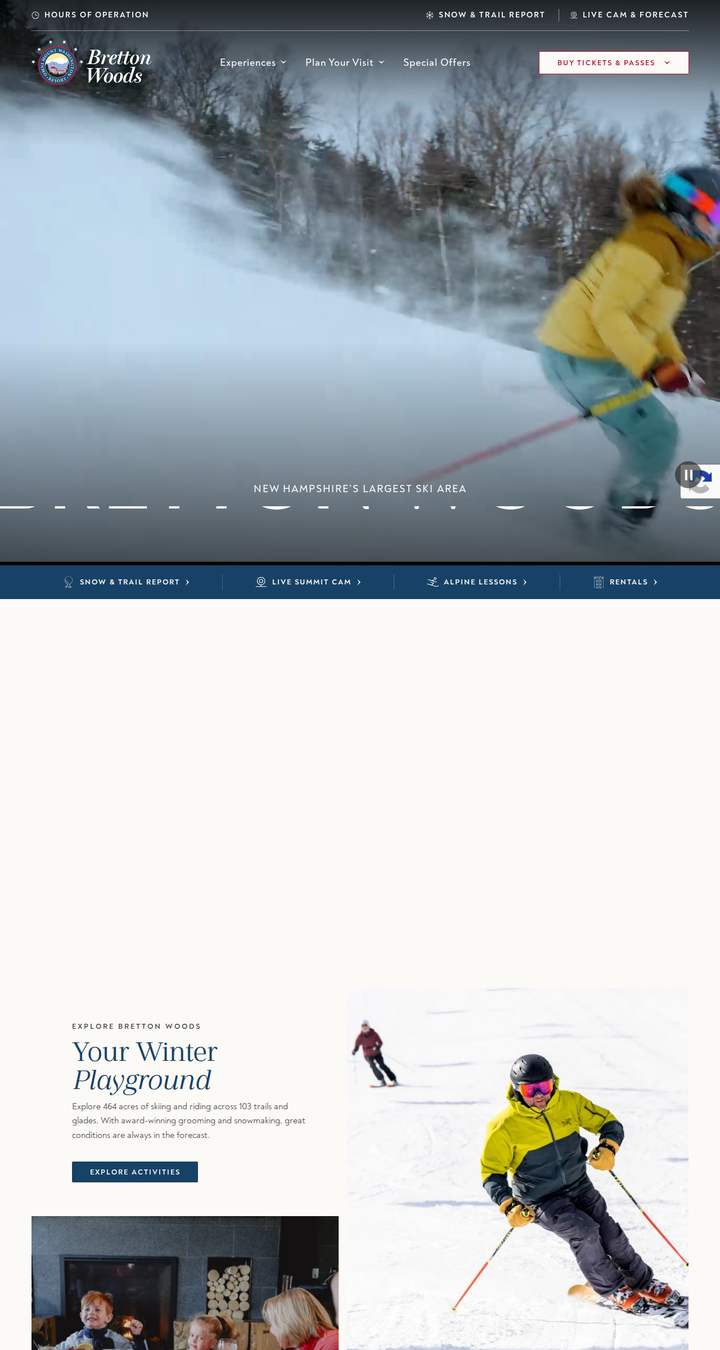 HOURS OF OPERATION
SNOW & TRAIL REPORT
LIVE CAM & FORECAST
Bretton
Woods
Experiences
Plan Your Visit
Special Offers
BUY TICKETS & PASSES
NEW HAMPSHIRE'S LARGEST SKI AREA
SNOW & TRAIL REPORT
LIVE SUMMIT CAM
ALPINE LESSONS
RENTALS
EXPLORE BRETTON WOODS
Your Winter
Playground
Explore 464 acres of skiing and riding across 103 trails and
glades. With award-winning grooming and snowmaking, great
conditions are always in the forecast.
EXPLORE ACTIVITIES